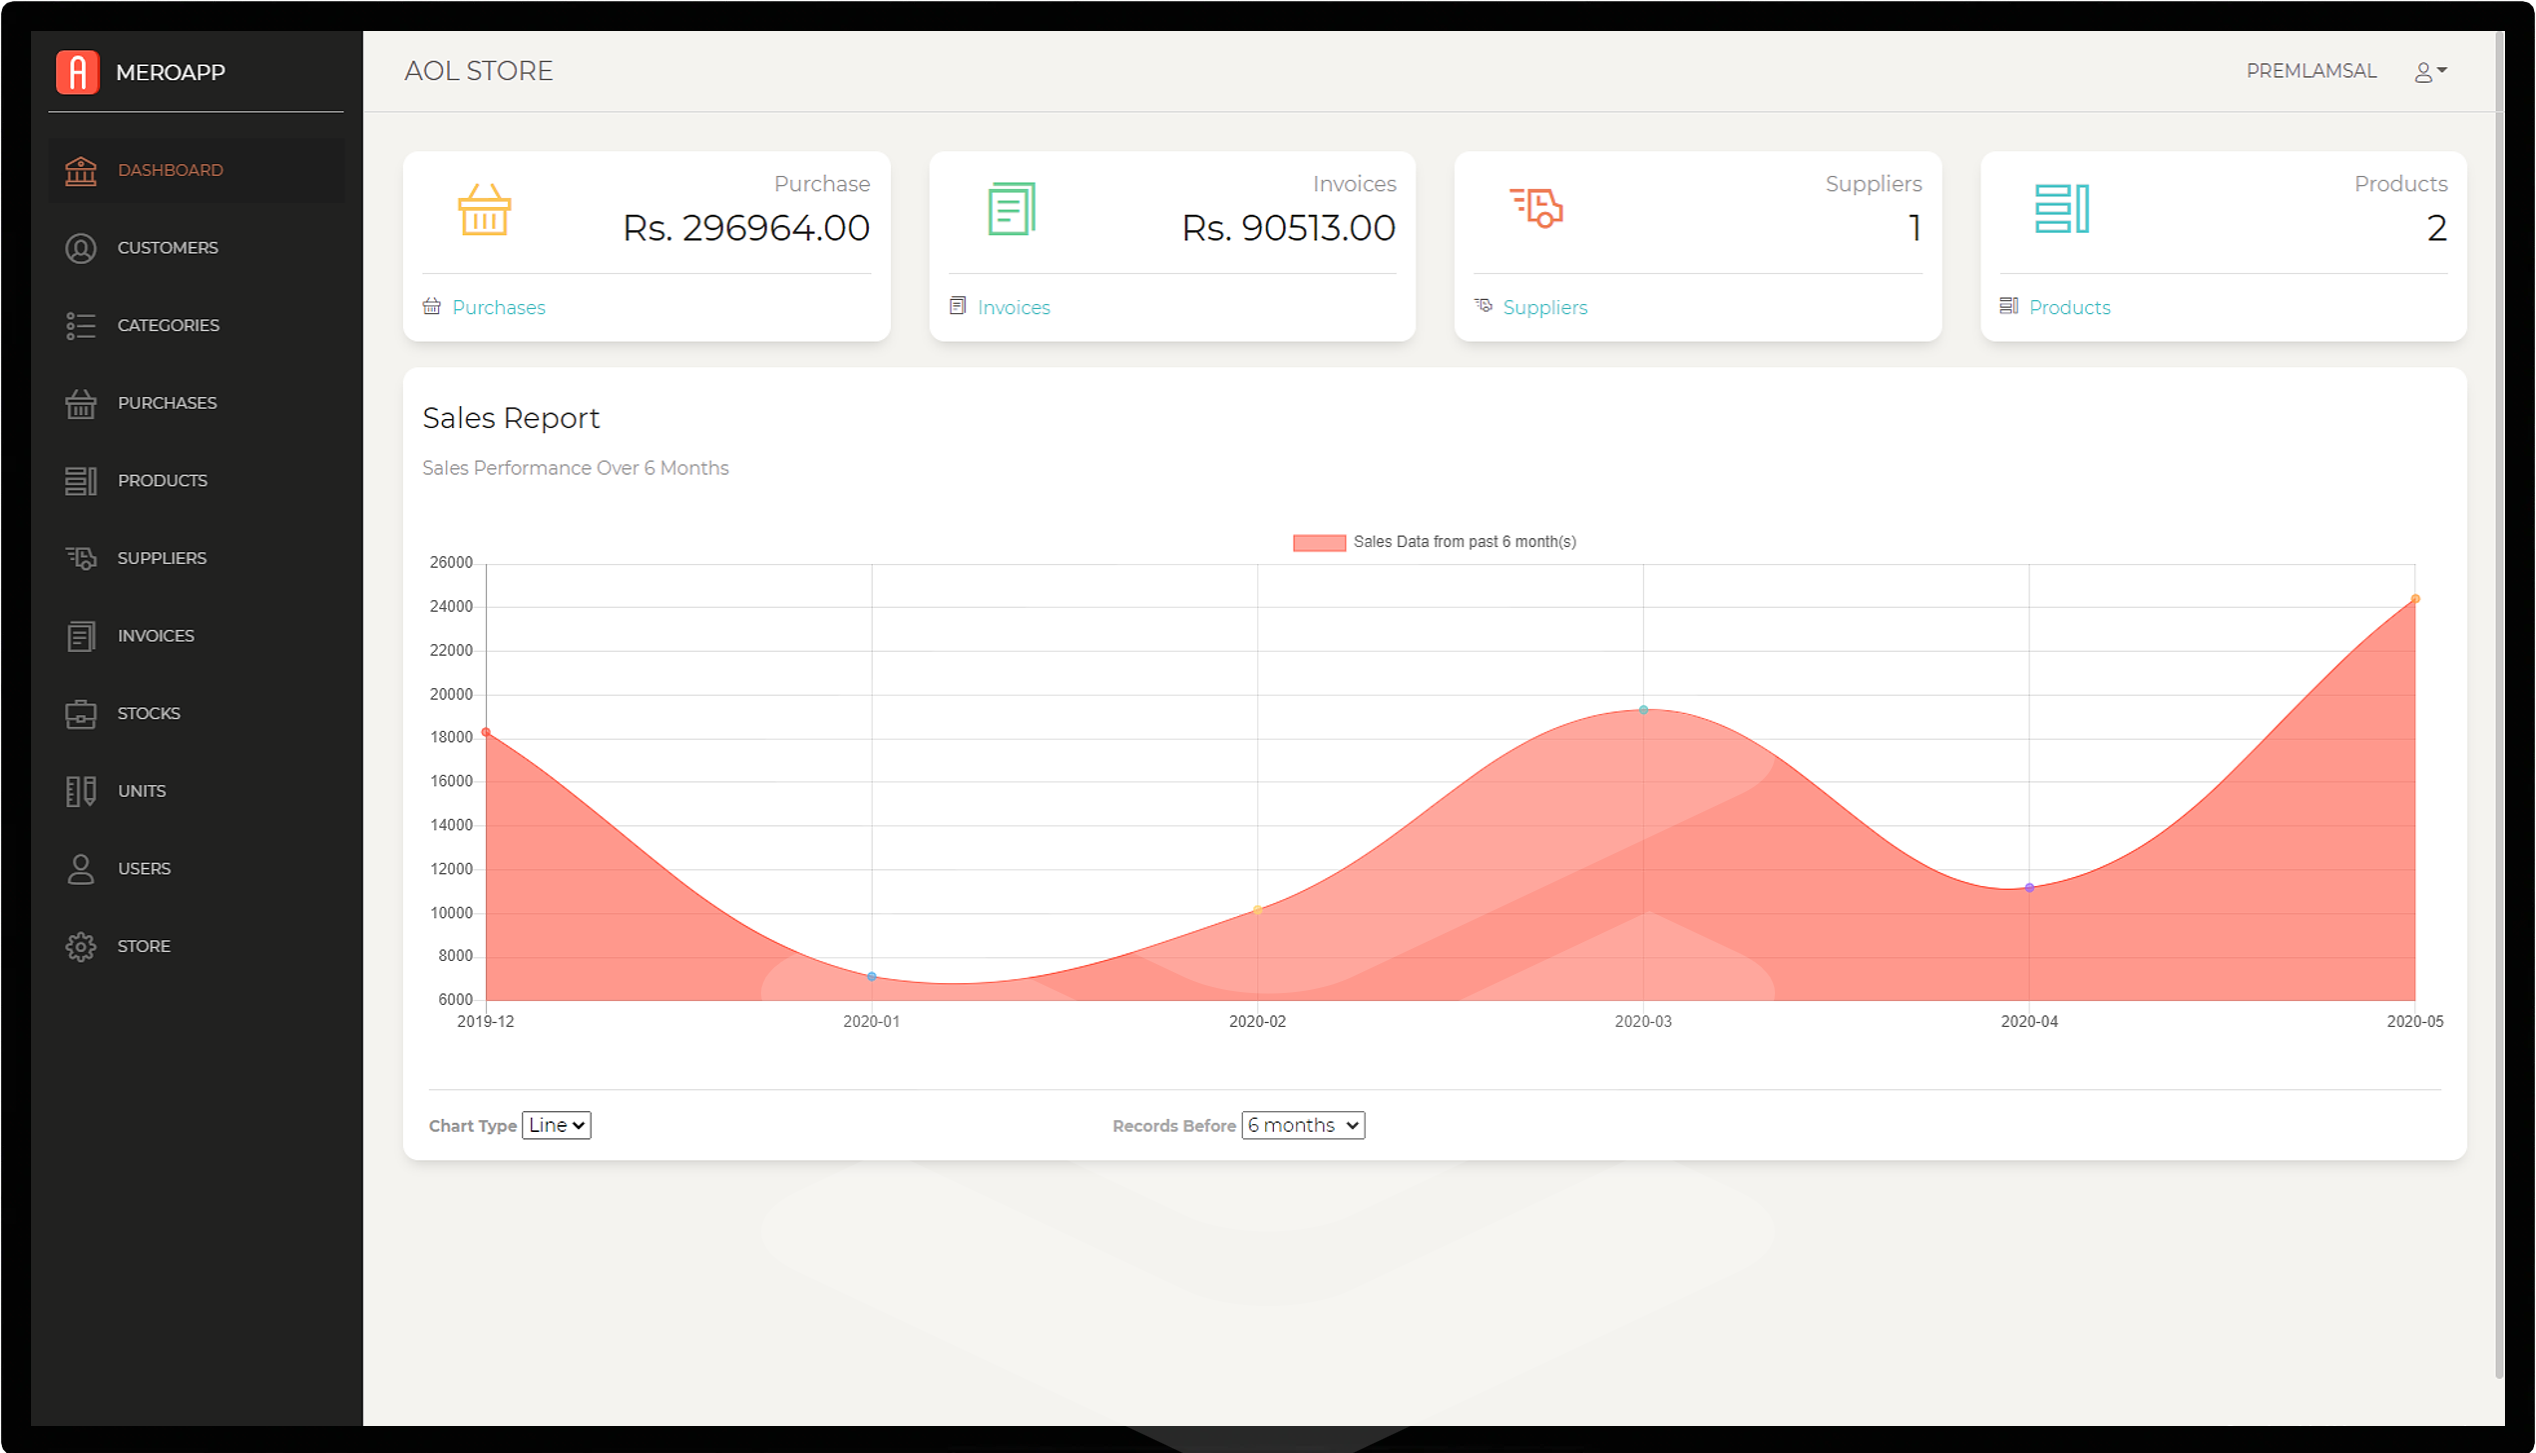 MEROAPP
AOL STORE
PREMLAMSAL
DASHBOARD
CUSTOMERS
CATEGORIES
PURCHASES
PRODUCTS
SUPPLIERS
INVOICES
STOCKS
UNITS
USERS
STORE
Purchase
Rs. 296964.00
Purchases
Invoices
Rs. 90513.00
Invoices
Suppliers
1
Suppliers
Products
2
Products
Sales Report
Sales Performance Over 6 Months
Sales Data from past 6 month(s)
26000
24000
22000
20000
18000
16000
14000
12000
10000
8000
6000
2019-12 2020-01 2020-02 2020-03 2020-04 2020-05
Chart Type Line Records Before 6 months